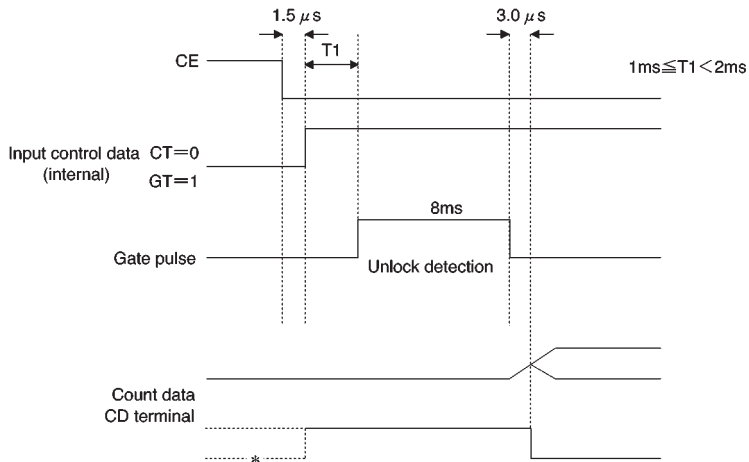 1.5 μs
3.0 μs
T1
CE
1ms≦T1<2ms
Input control data CT=0
(internal)
GT=1
8ms
Gate pulse
Unlock detection
Count data
CD terminal
*